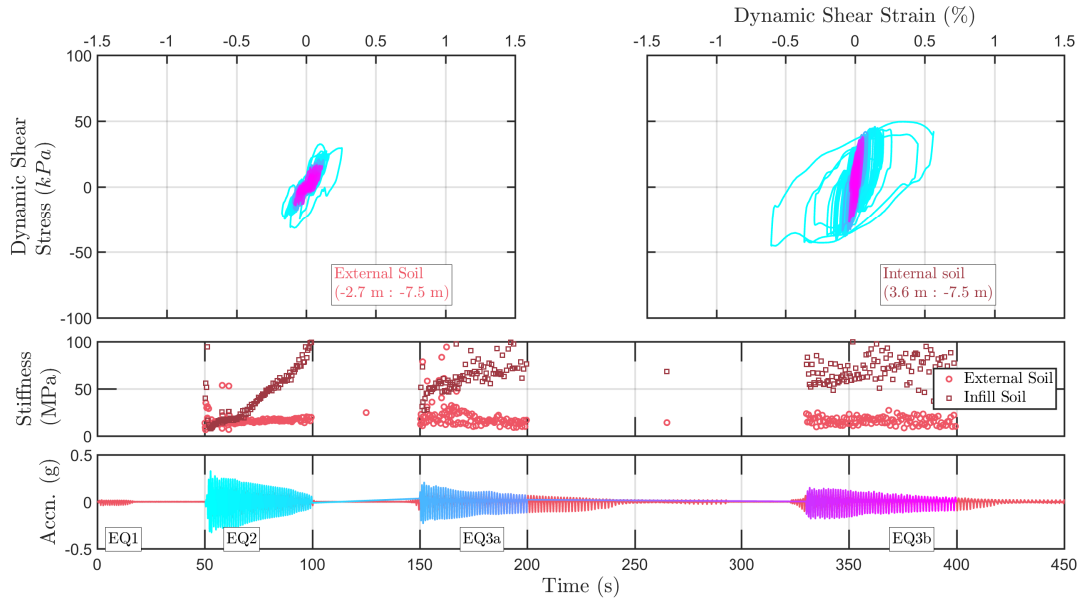 Dynamic Shear Strain (%)
-1.5 -1 -0.5 0 0.5 1 1.5
-1.5 -1 -0.5 0 0.5 1 1.5
Dynamic Shear
Stress (kPa)
100
50
0
-50
-100
External Soil
(-2.7 m : -7.5 m)
Internal soil
(3.6 m : -7.5 m)
Stiffness
(MPa)
100
50
0
External Soil
Infill Soil
Accn. (g)
0.5
0
-0.5
EQ1
EQ2
EQ3a
EQ3b
0 50 100 150 200 250 300 350 400 450
Time (s)